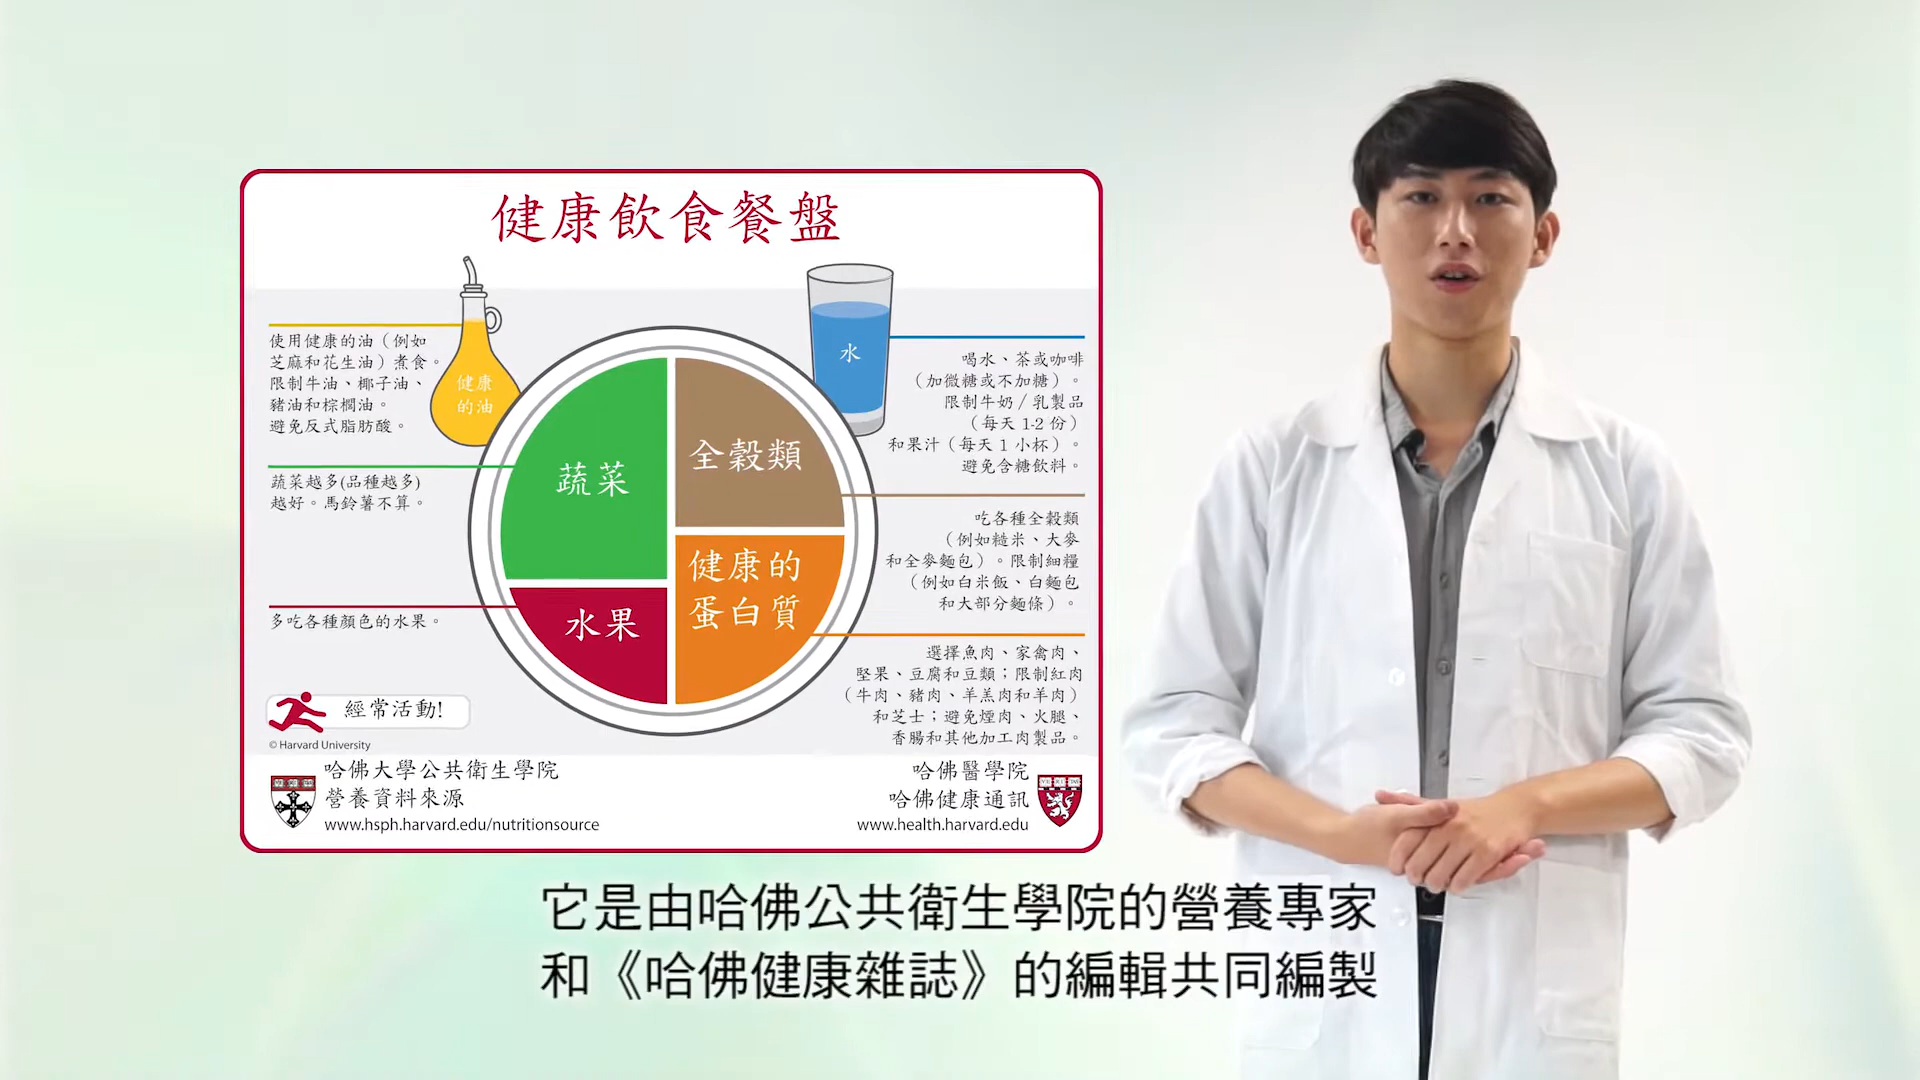 健康飲食餐盤
使用健康的油（例如
芝麻和花生油）煮食。
限制牛油、椰子油、
豬油和棕櫚油。
避免反式脂肪酸。
健康
的油
水
喝水、茶或咖啡
（加微糖或不加糖）。
限制牛奶/乳製品
（每天 1-2 份）
和果汁（每天 1 小杯）。
避免含糖飲料。
蔬菜越多(品種越多)
越好。馬鈴薯不算。
蔬菜
全穀類
吃各種全穀類
（例如糙米、大麥
和全麥麵包）。限制細糧
（例如白米飯、白麵包
和大部分麵條）。
多吃各種顏色的水果。
水果
健康的
蛋白質
選擇魚肉、家禽肉、
堅果、豆腐和豆類；限制紅肉
（牛肉、豬肉、羊羔肉和羊肉）
和芝士；避免煙肉、火腿、
香腸和其他加工肉製品。
經常活動!
© Harvard University
哈佛大學公共衛生學院
營養資料來源
www.hsph.harvard.edu/nutritionsource
哈佛醫學院
哈佛健康通訊
www.health.harvard.edu
它是由哈佛公共衛生學院的營養專家
和《哈佛健康雜誌》的編輯共同編製